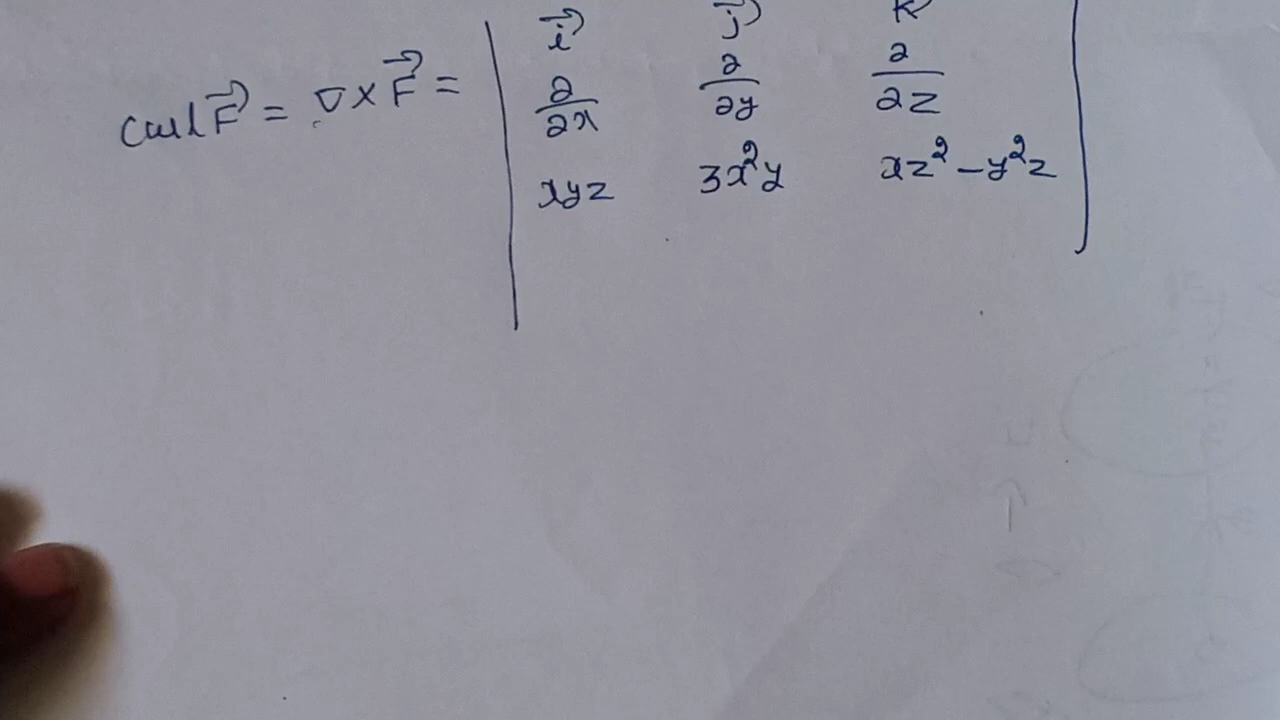 i⃗ j⃗ k
curl F⃗ = ∇ × F⃗ = | ∂/∂x ∂/∂y ∂/∂z |
xyz 3x²y xz² – y²z